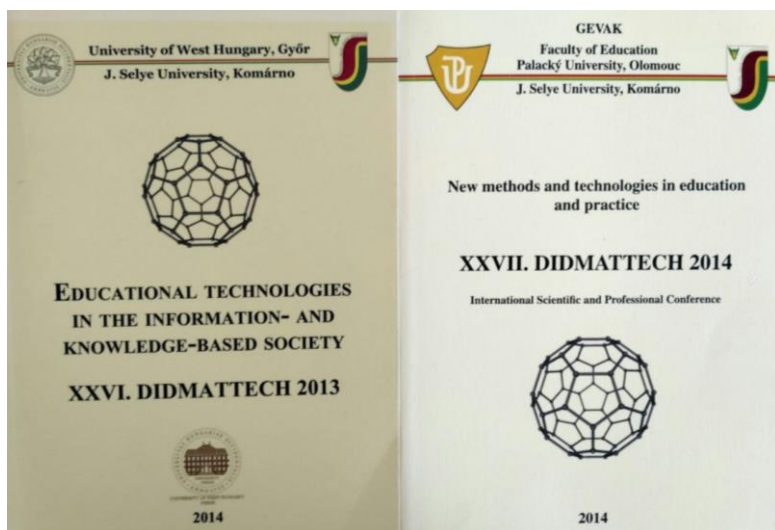 University of West Hungary, Győr
J. Selye University, Komárno
EDUCATIONAL TECHNOLOGIES
IN THE INFORMATION- AND
KNOWLEDGE-BASED SOCIETY
XXVI. DIDMATTECH 2013
2014
GEVAK
Faculty of Education
Palacký University, Olomouc
J. Selye University, Komárno
New methods and technologies in education
and practice
XXVII. DIDMATTECH 2014
International Scientific and Professional Conference
2014